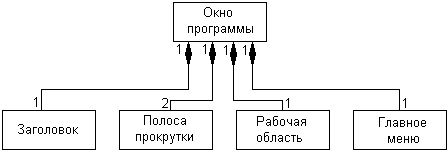 Окно
программы
1 1 1 1
1 2 1 1
Заголовок
Полоса
прокрутки
Рабочая
область
Главное
меню